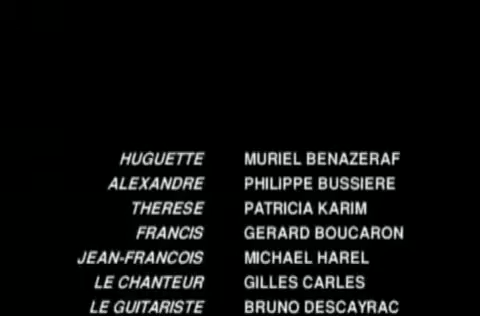 HUGUETTE MURIEL BENAZERAF
ALEXANDRE PHILIPPE BUSSIERE
THERESE PATRICIA KARIM
FRANCIS GERARD BOUCARON
JEAN-FRANCOIS MICHAEL HAREL
LE CHANTEUR GILLES CARLES
LE GUITARISTE BRUNO DESCAYRAC